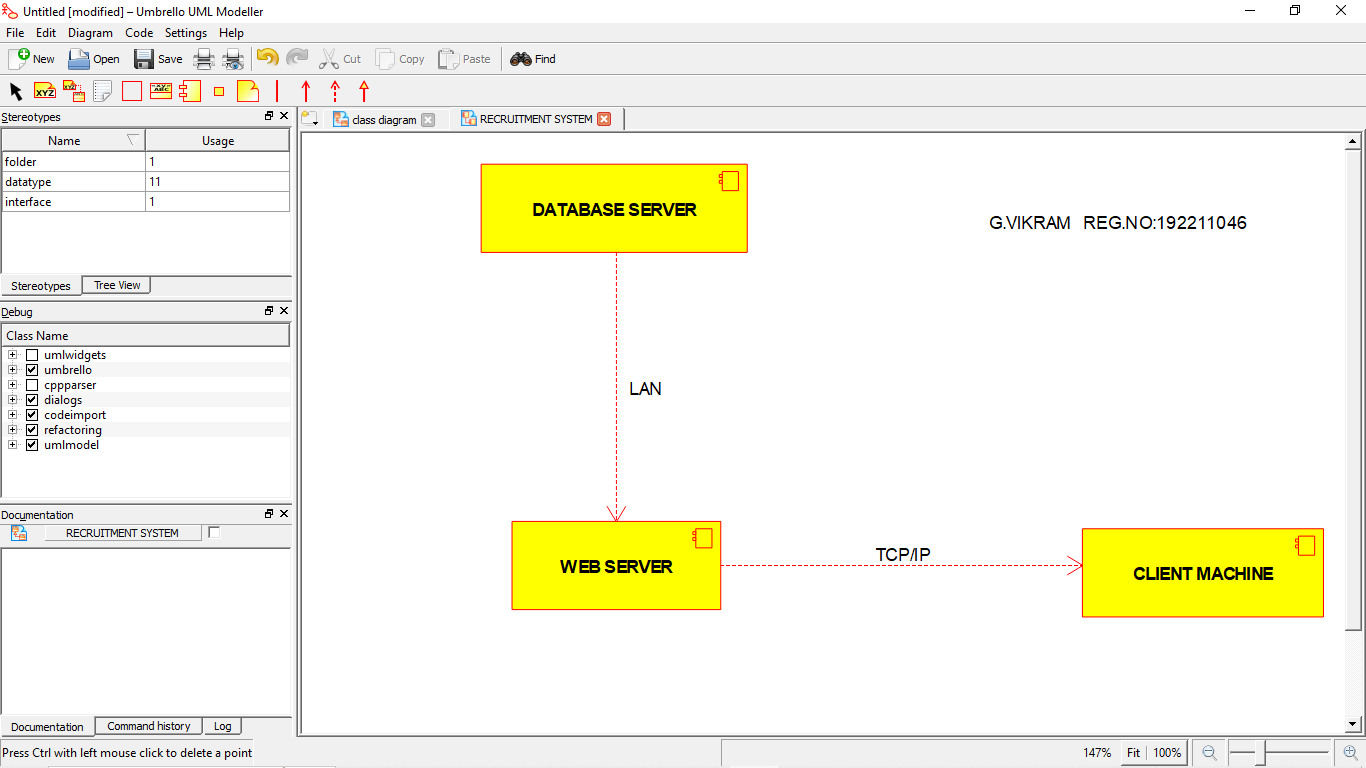 Untitled [modified] – Umbrello UML Modeller
File Edit Diagram Code Settings Help
New Open Save Cut Copy Paste Find
XYZ XYZ XY ABC
Stereotypes
class diagram RECRUITMENT SYSTEM
Name Usage
folder 1
datatype 11
interface 1
Stereotypes Tree View
Debug
Class Name
umlwidgets
umbrello
cppparser
dialogs
codeimport
refactoring
umlmodel
Documentation
RECRUITMENT SYSTEM
Documentation Command history Log
DATABASE SERVER
G.VIKRAM REG.NO:192211046
LAN
WEB SERVER
TCP/IP
CLIENT MACHINE
Press Ctrl with left mouse click to delete a point
147% Fit 100%